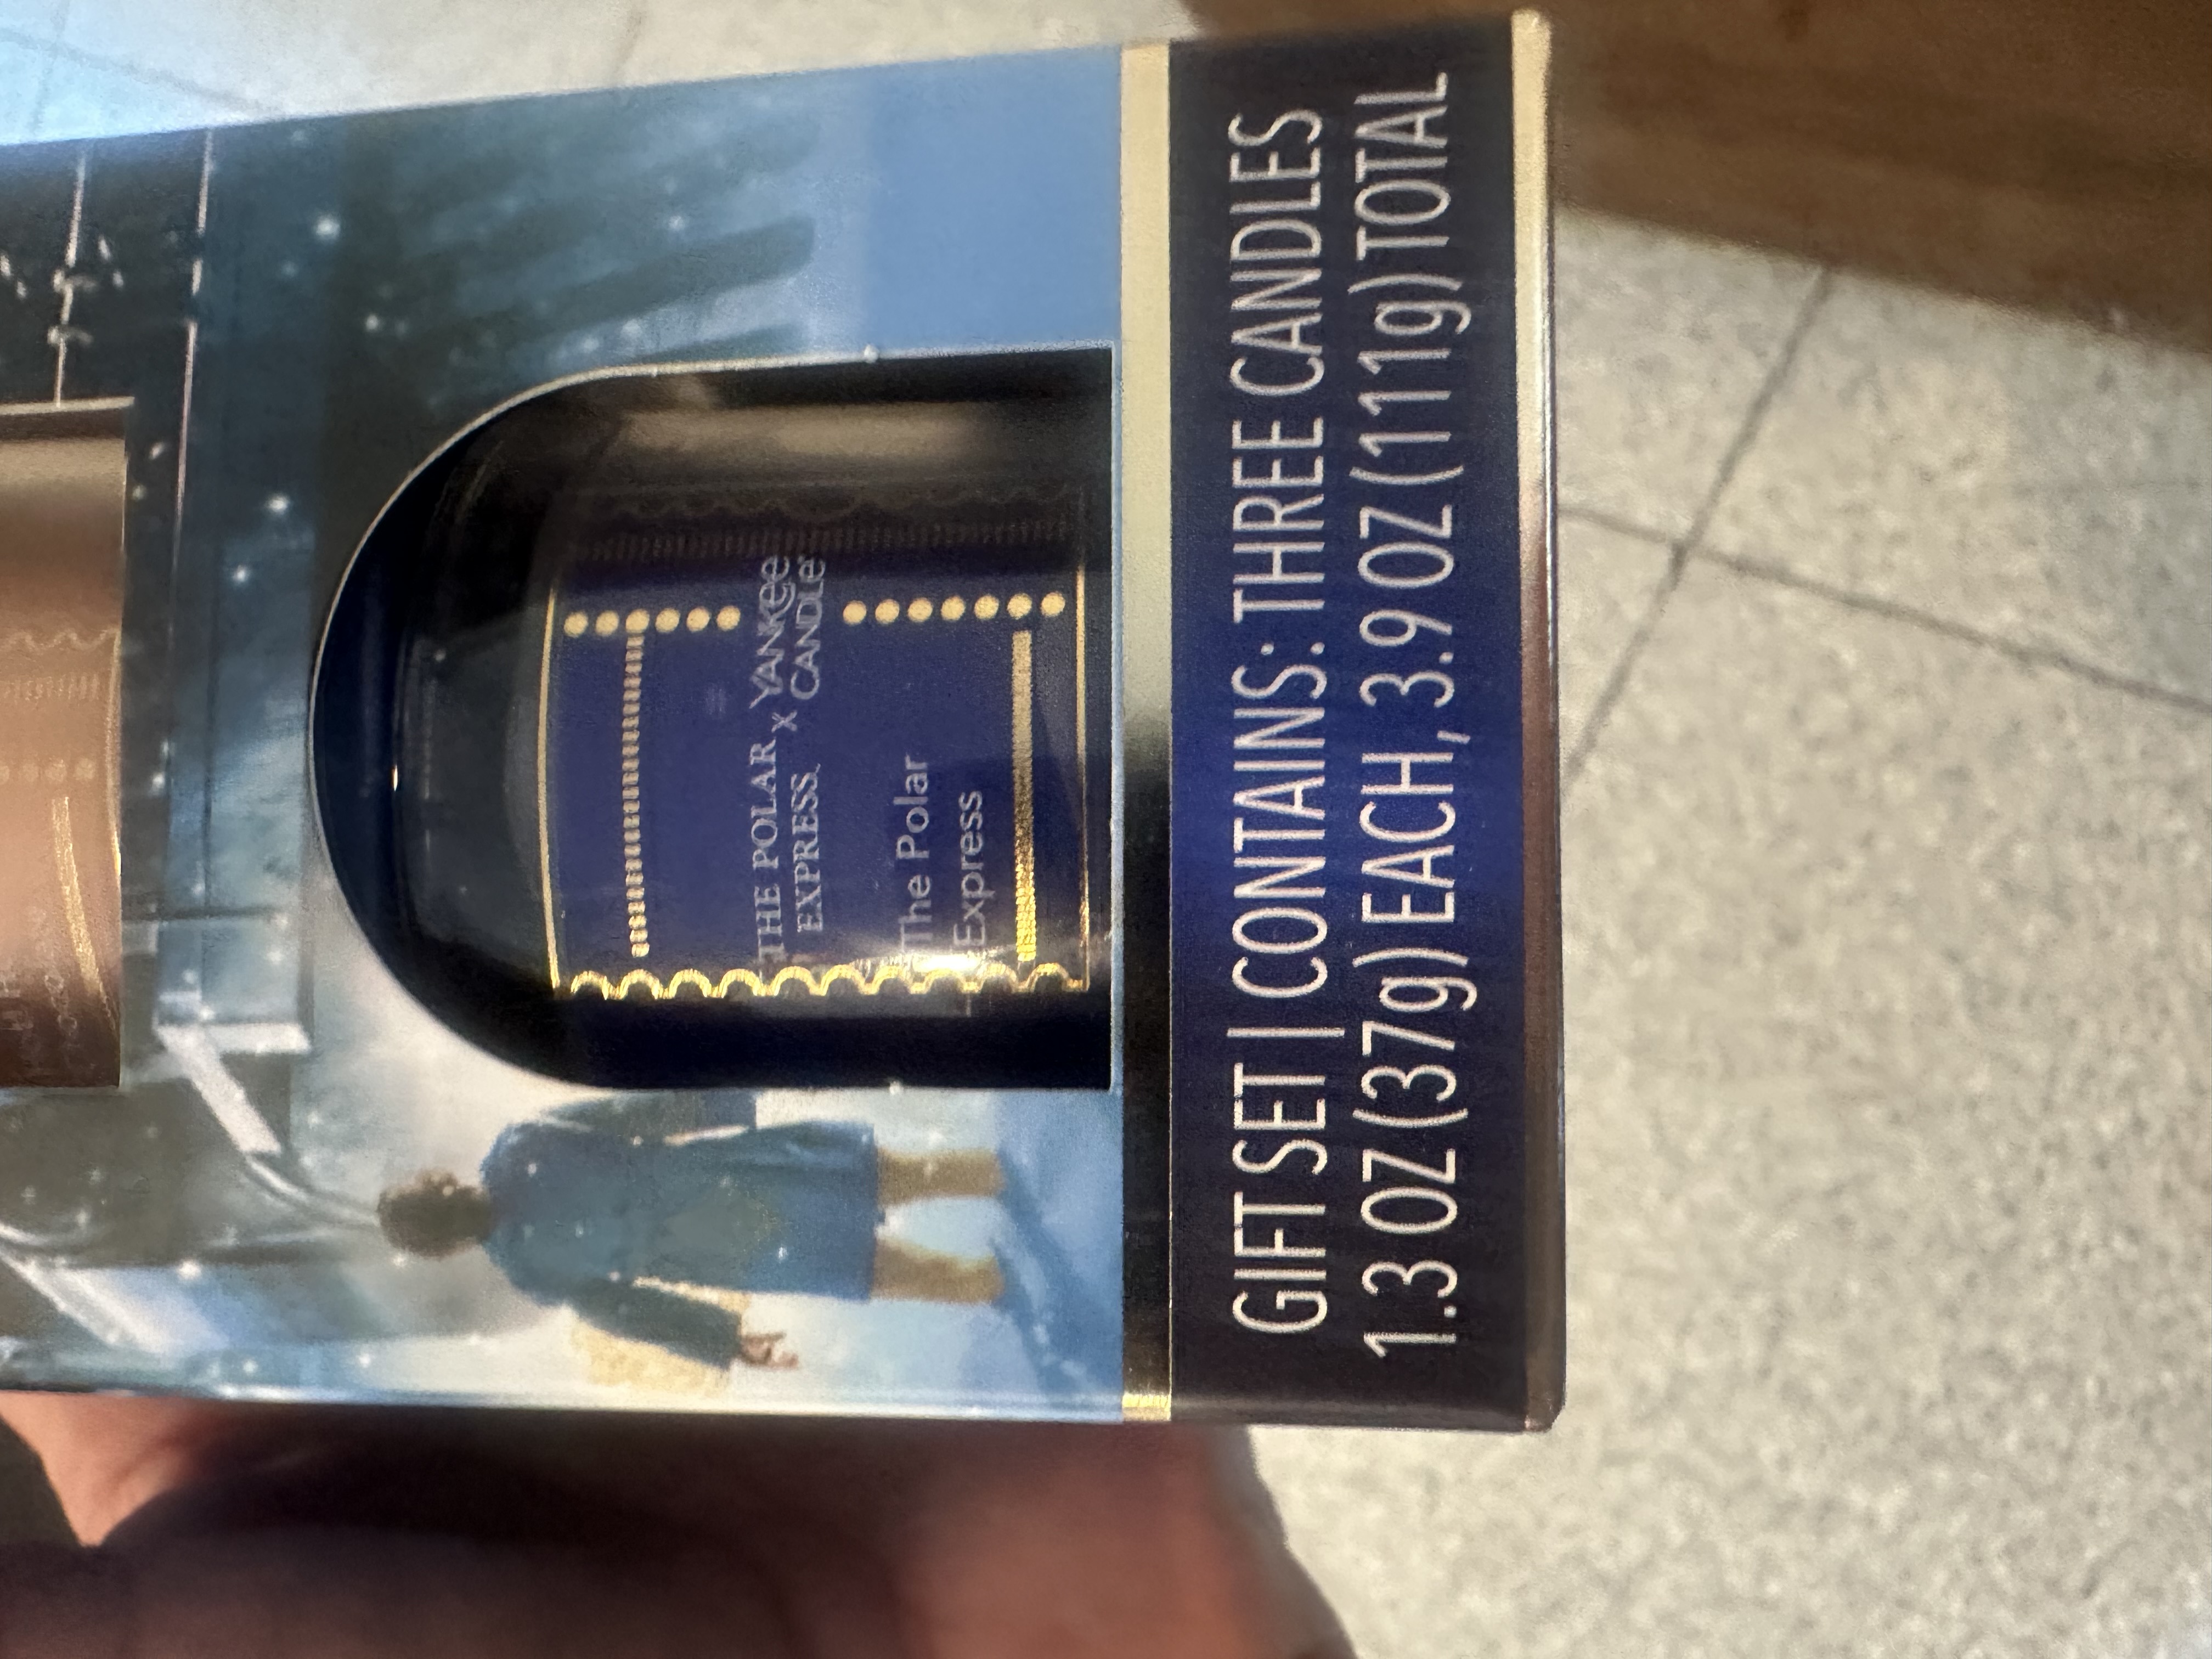 THE POLAR
EXPRESS
x
YANKEE
CANDLE
The Polar
Express
GIFT SET | CONTAINS: THREE CANDLES
1.3 OZ (37g) EACH, 3.9 OZ (111g) TOTAL